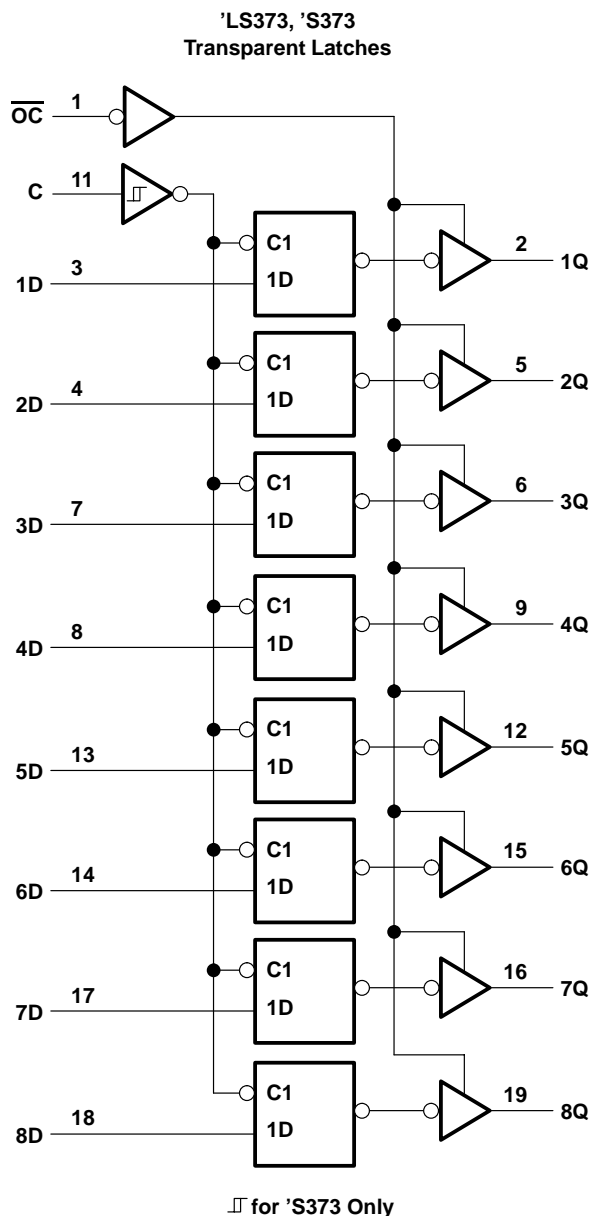 ’LS373, ’S373
Transparent Latches
OC 1
C 11
C1
1D 3 1D 2 1Q
C1
2D 4 1D 5 2Q
C1
3D 7 1D 6 3Q
C1
4D 8 1D 9 4Q
C1
5D 13 1D 12 5Q
C1
6D 14 1D 15 6Q
C1
7D 17 1D 16 7Q
C1
8D 18 1D 19 8Q
for ’S373 Only